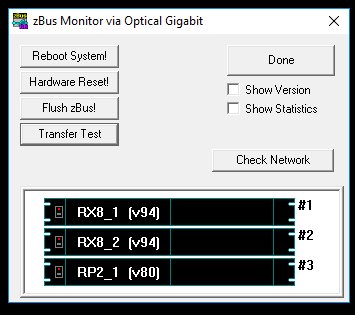 zBus Monitor via Optical Gigabit
Reboot System!
Hardware Reset!
Flush zBus!
Transfer Test
Done
Show Version
Show Statistics
Check Network
RX8_1 (v94) #1
RX8_2 (v94) #2
RP2_1 (v80) #3